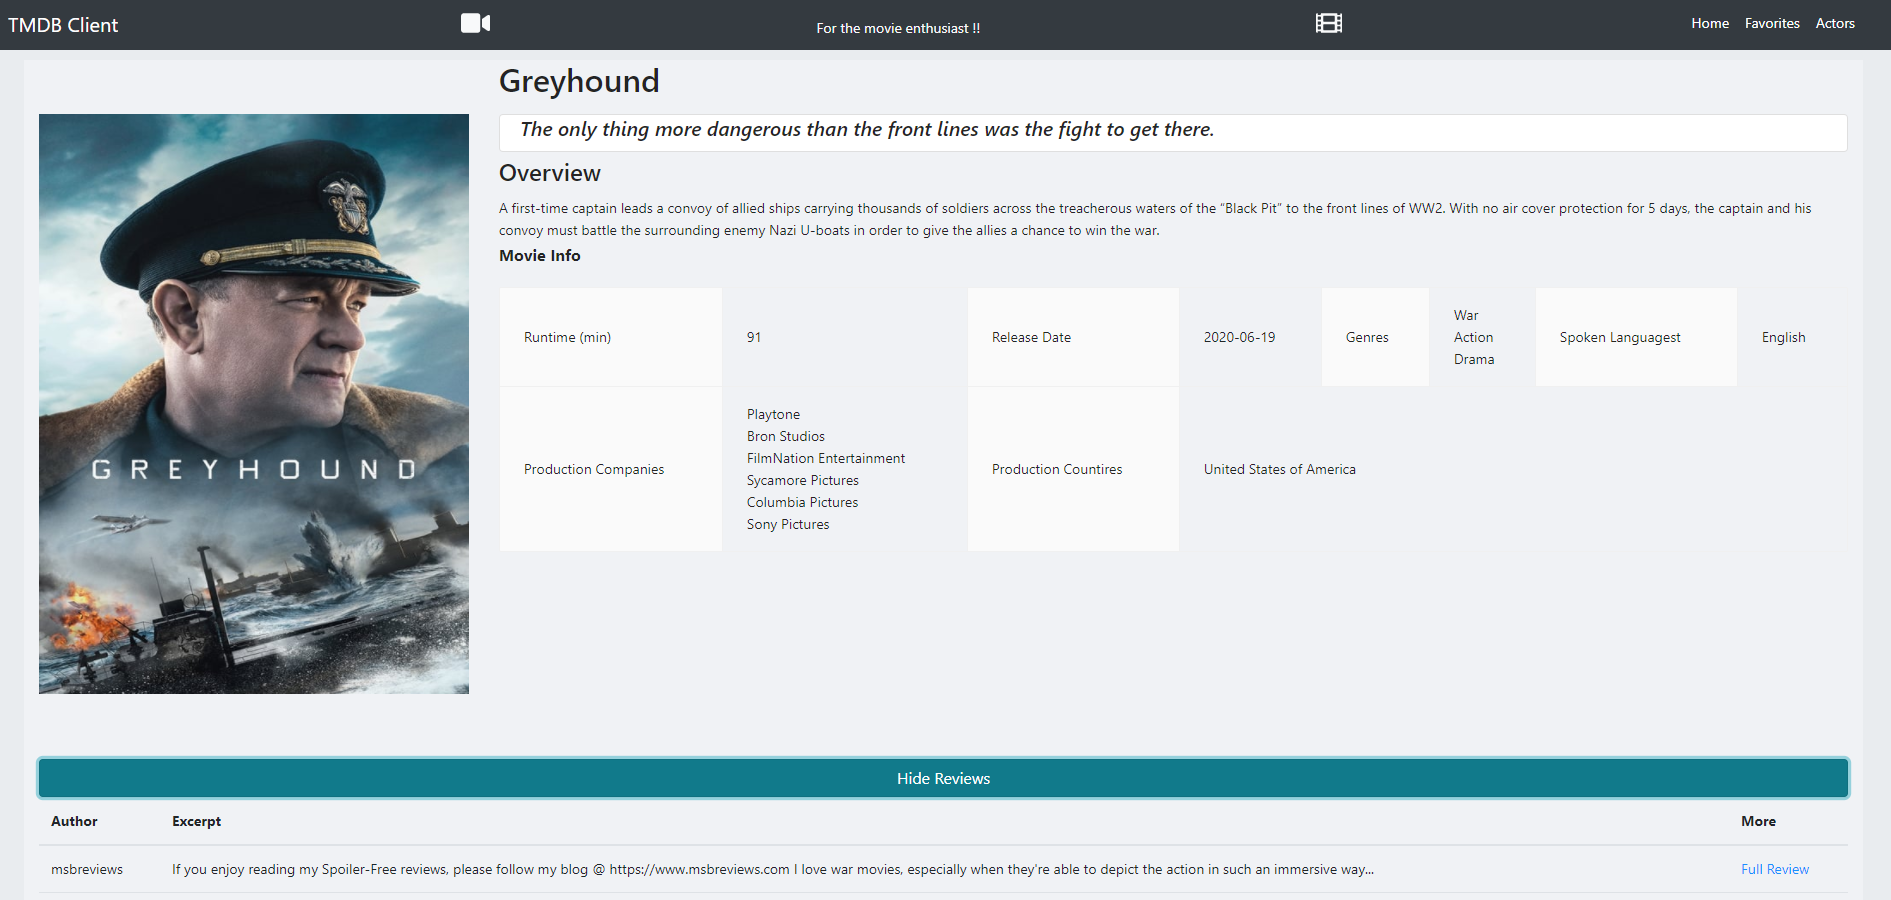 TMDB Client
For the movie enthusiast !!
Home Favorites Actors
Greyhound
The only thing more dangerous than the front lines was the fight to get there.
Overview
A first-time captain leads a convoy of allied ships carrying thousands of soldiers across the treacherous waters of the “Black Pit” to the front lines of WW2. With no air cover protection for 5 days, the captain and his
convoy must battle the surrounding enemy Nazi U-boats in order to give the allies a chance to win the war.
Movie Info
Runtime (min)
91
Release Date
2020-06-19
Genres
War
Action
Drama
Spoken Languagest
English
Production Companies
Playtone
Bron Studios
FilmNation Entertainment
Sycamore Pictures
Columbia Pictures
Sony Pictures
Production Countires
United States of America
GREYHOUND
Hide Reviews
Author Excerpt More
msbreviews If you enjoy reading my Spoiler-Free reviews, please follow my blog @ https://www.msbreviews.com I love war movies, especially when they're able to depict the action in such an immersive way... Full Review